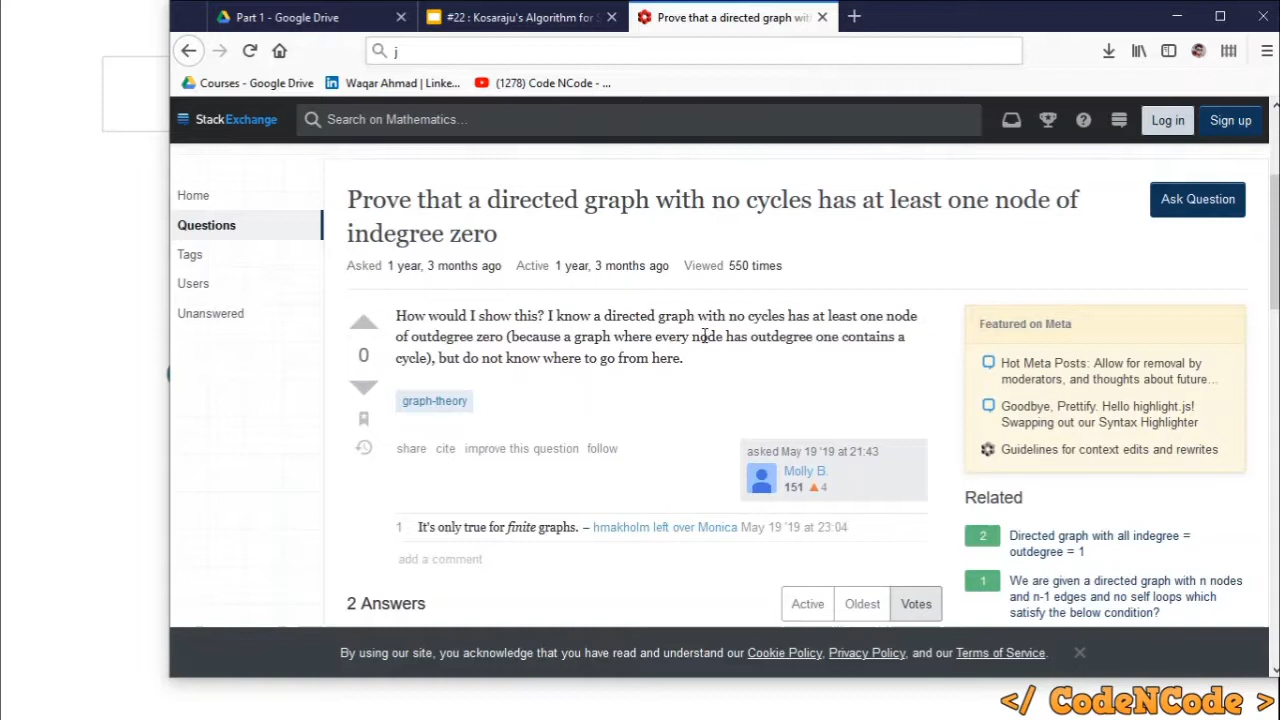 Part 1 - Google Drive
#22 : Kosaraju's Algorithm for S
Prove that a directed graph wit
j
Courses - Google Drive
Waqar Ahmad | Linke...
(1278) Code NCode - ...
StackExchange
Search on Mathematics...
Log in
Sign up
Home
Questions
Tags
Users
Unanswered
Prove that a directed graph with no cycles has at least one node of
indegree zero
Ask Question
Asked 1 year, 3 months ago Active 1 year, 3 months ago Viewed 550 times
How would I show this? I know a directed graph with no cycles has at least one node
of outdegree zero (because a graph where every node has outdegree one contains a
cycle), but do not know where to go from here.
0
graph-theory
share cite improve this question follow
asked May 19 '19 at 21:43
Molly B.
151 ▲4
1 It's only true for finite graphs. – hmakholm left over Monica May 19 '19 at 23:04
add a comment
2 Answers
Active
Oldest
Votes
Featured on Meta
Hot Meta Posts: Allow for removal by
moderators, and thoughts about future...
Goodbye, Prettify. Hello highlight.js!
Swapping out our Syntax Highlighter
Guidelines for context edits and rewrites
Related
2 Directed graph with all indegree =
outdegree = 1
1 We are given a directed graph with n nodes
and n-1 edges and no self loops which
satisfy the below condition?
By using our site, you acknowledge that you have read and understand our Cookie Policy, Privacy Policy, and our Terms of Service.
</ CodeNCode >